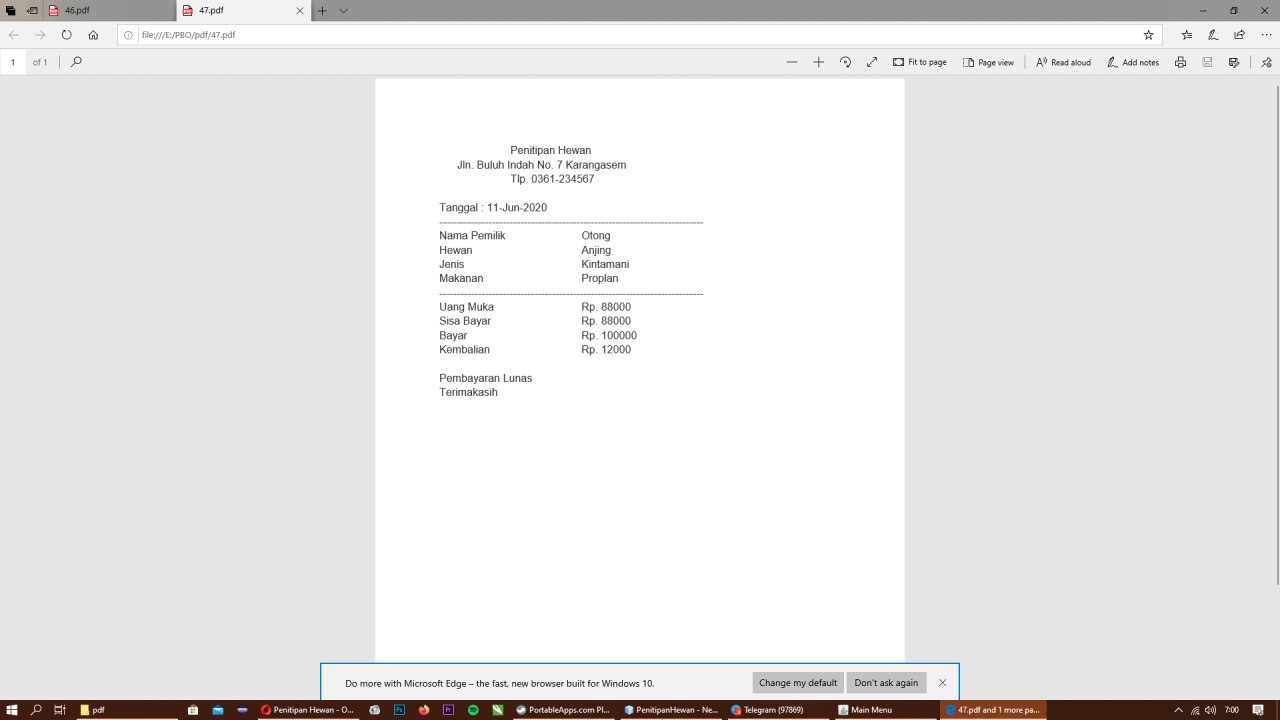 46.pdf
47.pdf
file:///E:/PBO/pdf/47.pdf
1 of 1
Fit to page
Page view
Read aloud
Add notes
Penitipan Hewan
Jln. Buluh Indah No. 7 Karangasem
Tlp. 0361-234567
Tanggal : 11-Jun-2020
--------------------------------------------------------------------------
Nama Pemilik Otong
Hewan Anjing
Jenis Kintamani
Makanan Proplan
--------------------------------------------------------------------------
Uang Muka Rp. 88000
Sisa Bayar Rp. 88000
Bayar Rp. 100000
Kembalian Rp. 12000
Pembayaran Lunas
Terimakasih
Do more with Microsoft Edge – the fast, new browser built for Windows 10.
Change my default
Don't ask again
pdf
Penitipan Hewan - O...
PortableApps.com Pl...
PenitipanHewan - Ne...
Telegram (97869)
Main Menu
47.pdf and 1 more pa...
7:00